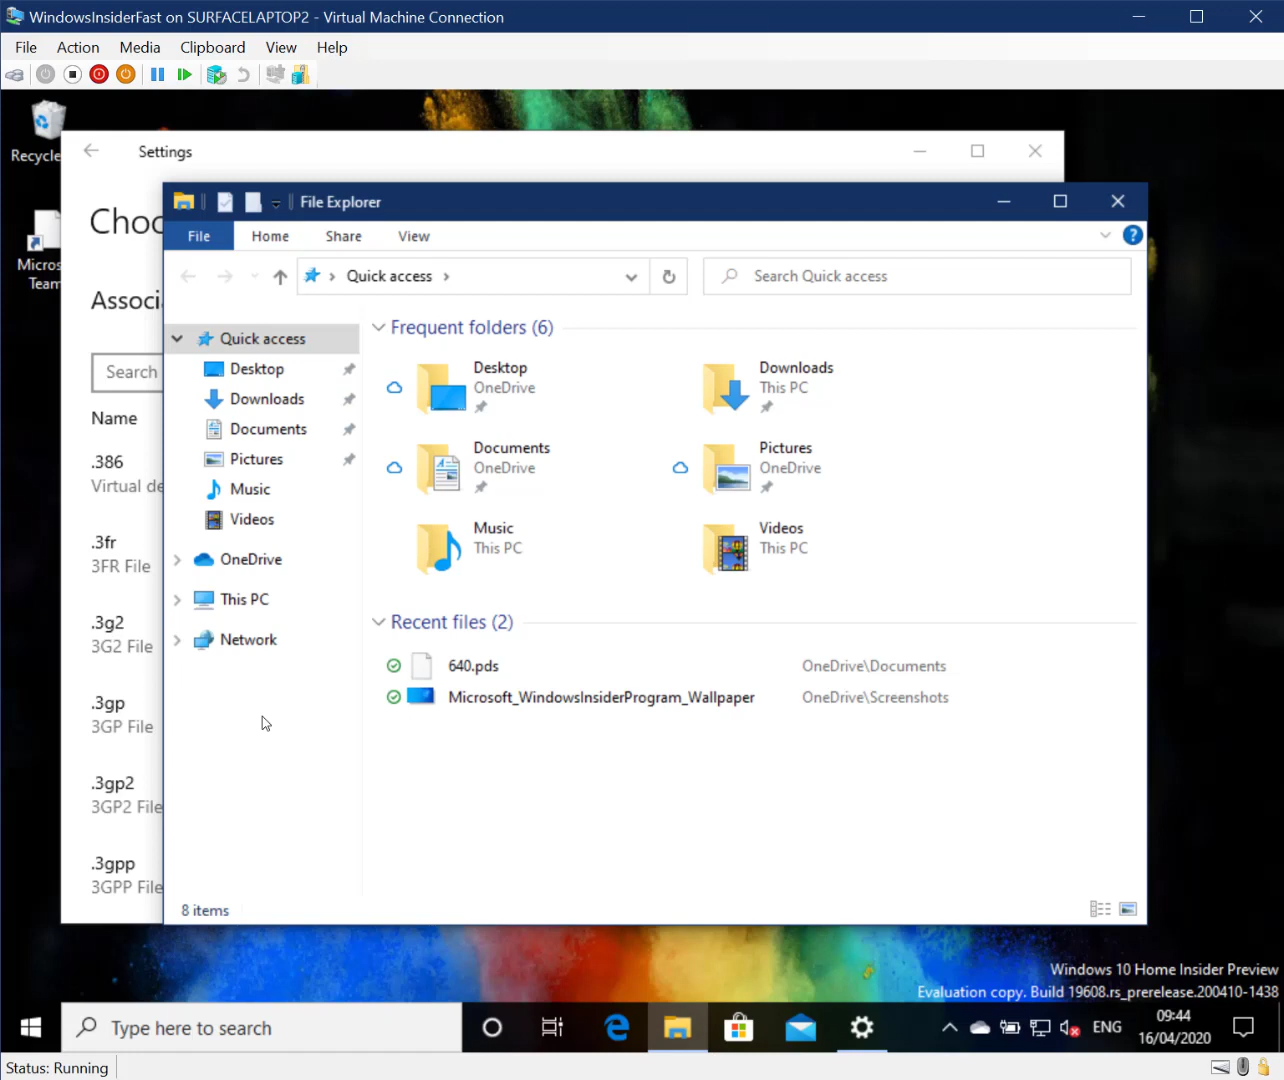 WindowsInsiderFast on SURFACELAPTOP2 - Virtual Machine Connection
File Action Media Clipboard View Help
Recycle
Micros
Team
Settings
Choo
Associ
Search
Name
.386
Virtual de
.3fr
3FR File
.3g2
3G2 File
.3gp
3GP File
.3gp2
3GP2 File
.3gpp
3GPP File
File Explorer
File Home Share View
Quick access
Search Quick access
Quick access
Desktop
Downloads
Documents
Pictures
Music
Videos
OneDrive
This PC
Network
Frequent folders (6)
Desktop
OneDrive
Downloads
This PC
Documents
OneDrive
Pictures
OneDrive
Music
This PC
Videos
This PC
Recent files (2)
640.pds OneDrive\Documents
Microsoft_WindowsInsiderProgram_Wallpaper OneDrive\Screenshots
8 items
Windows 10 Home Insider Preview
Evaluation copy. Build 19608.rs_prerelease.200410-1438
Type here to search
ENG
09:44
16/04/2020
Status: Running